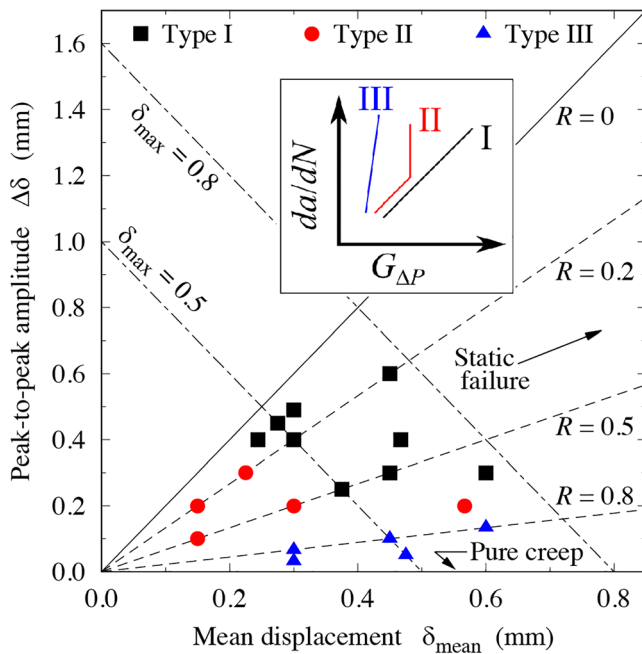 Type I Type II Type III
1.6
1.4
1.2
1.0
0.8
0.6
0.4
0.2
0.0
Peak-to-peak amplitude Δδ (mm)
δmax = 0.8
δmax = 0.5
III
II
I
da/dN
GΔP
R = 0
R = 0.2
Static
failure
R = 0.5
R = 0.8
Pure creep
0.0 0.2 0.4 0.6 0.8
Mean displacement δmean (mm)